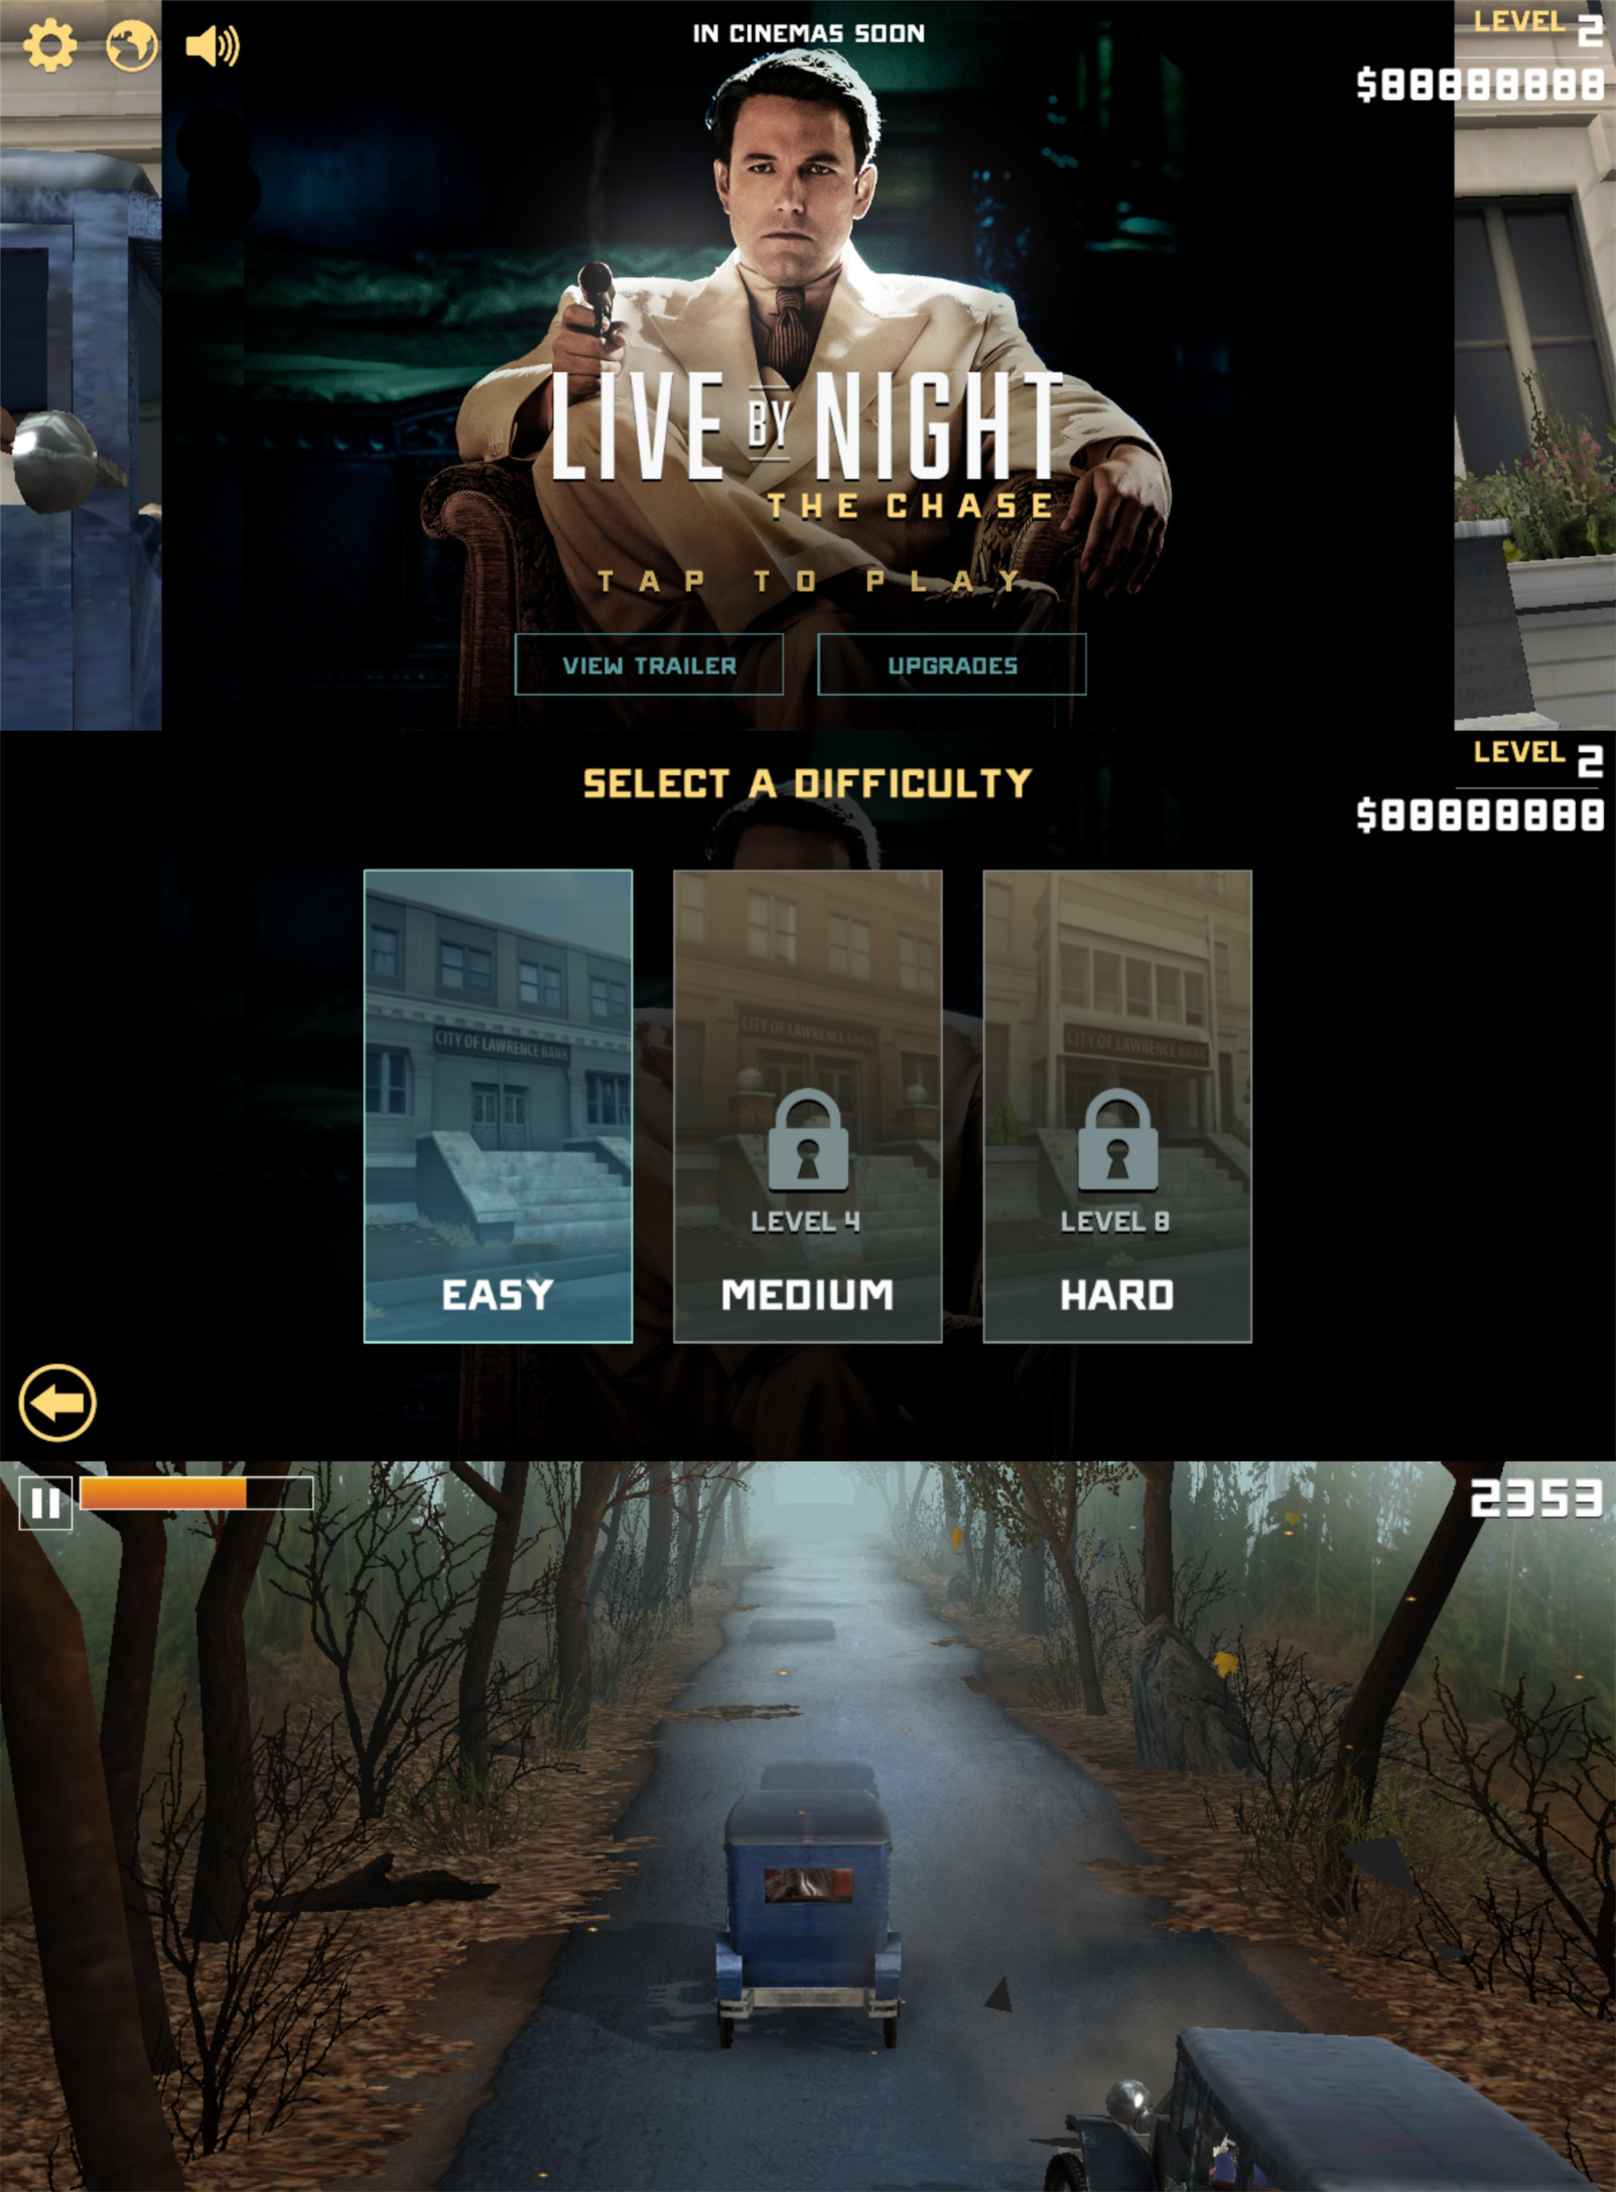 IN CINEMAS SOON
LEVEL 2
$88888888
LIVE BY NIGHT
THE CHASE
TAP TO PLAY
VIEW TRAILER
UPGRADES
SELECT A DIFFICULTY
LEVEL 2
$88888888
CITY OF LAWRENCE BANK
CITY OF LAWRENCE BANK
CITY OF LAWRENCE BANK
LEVEL 4
LEVEL 8
EASY
MEDIUM
HARD
2353